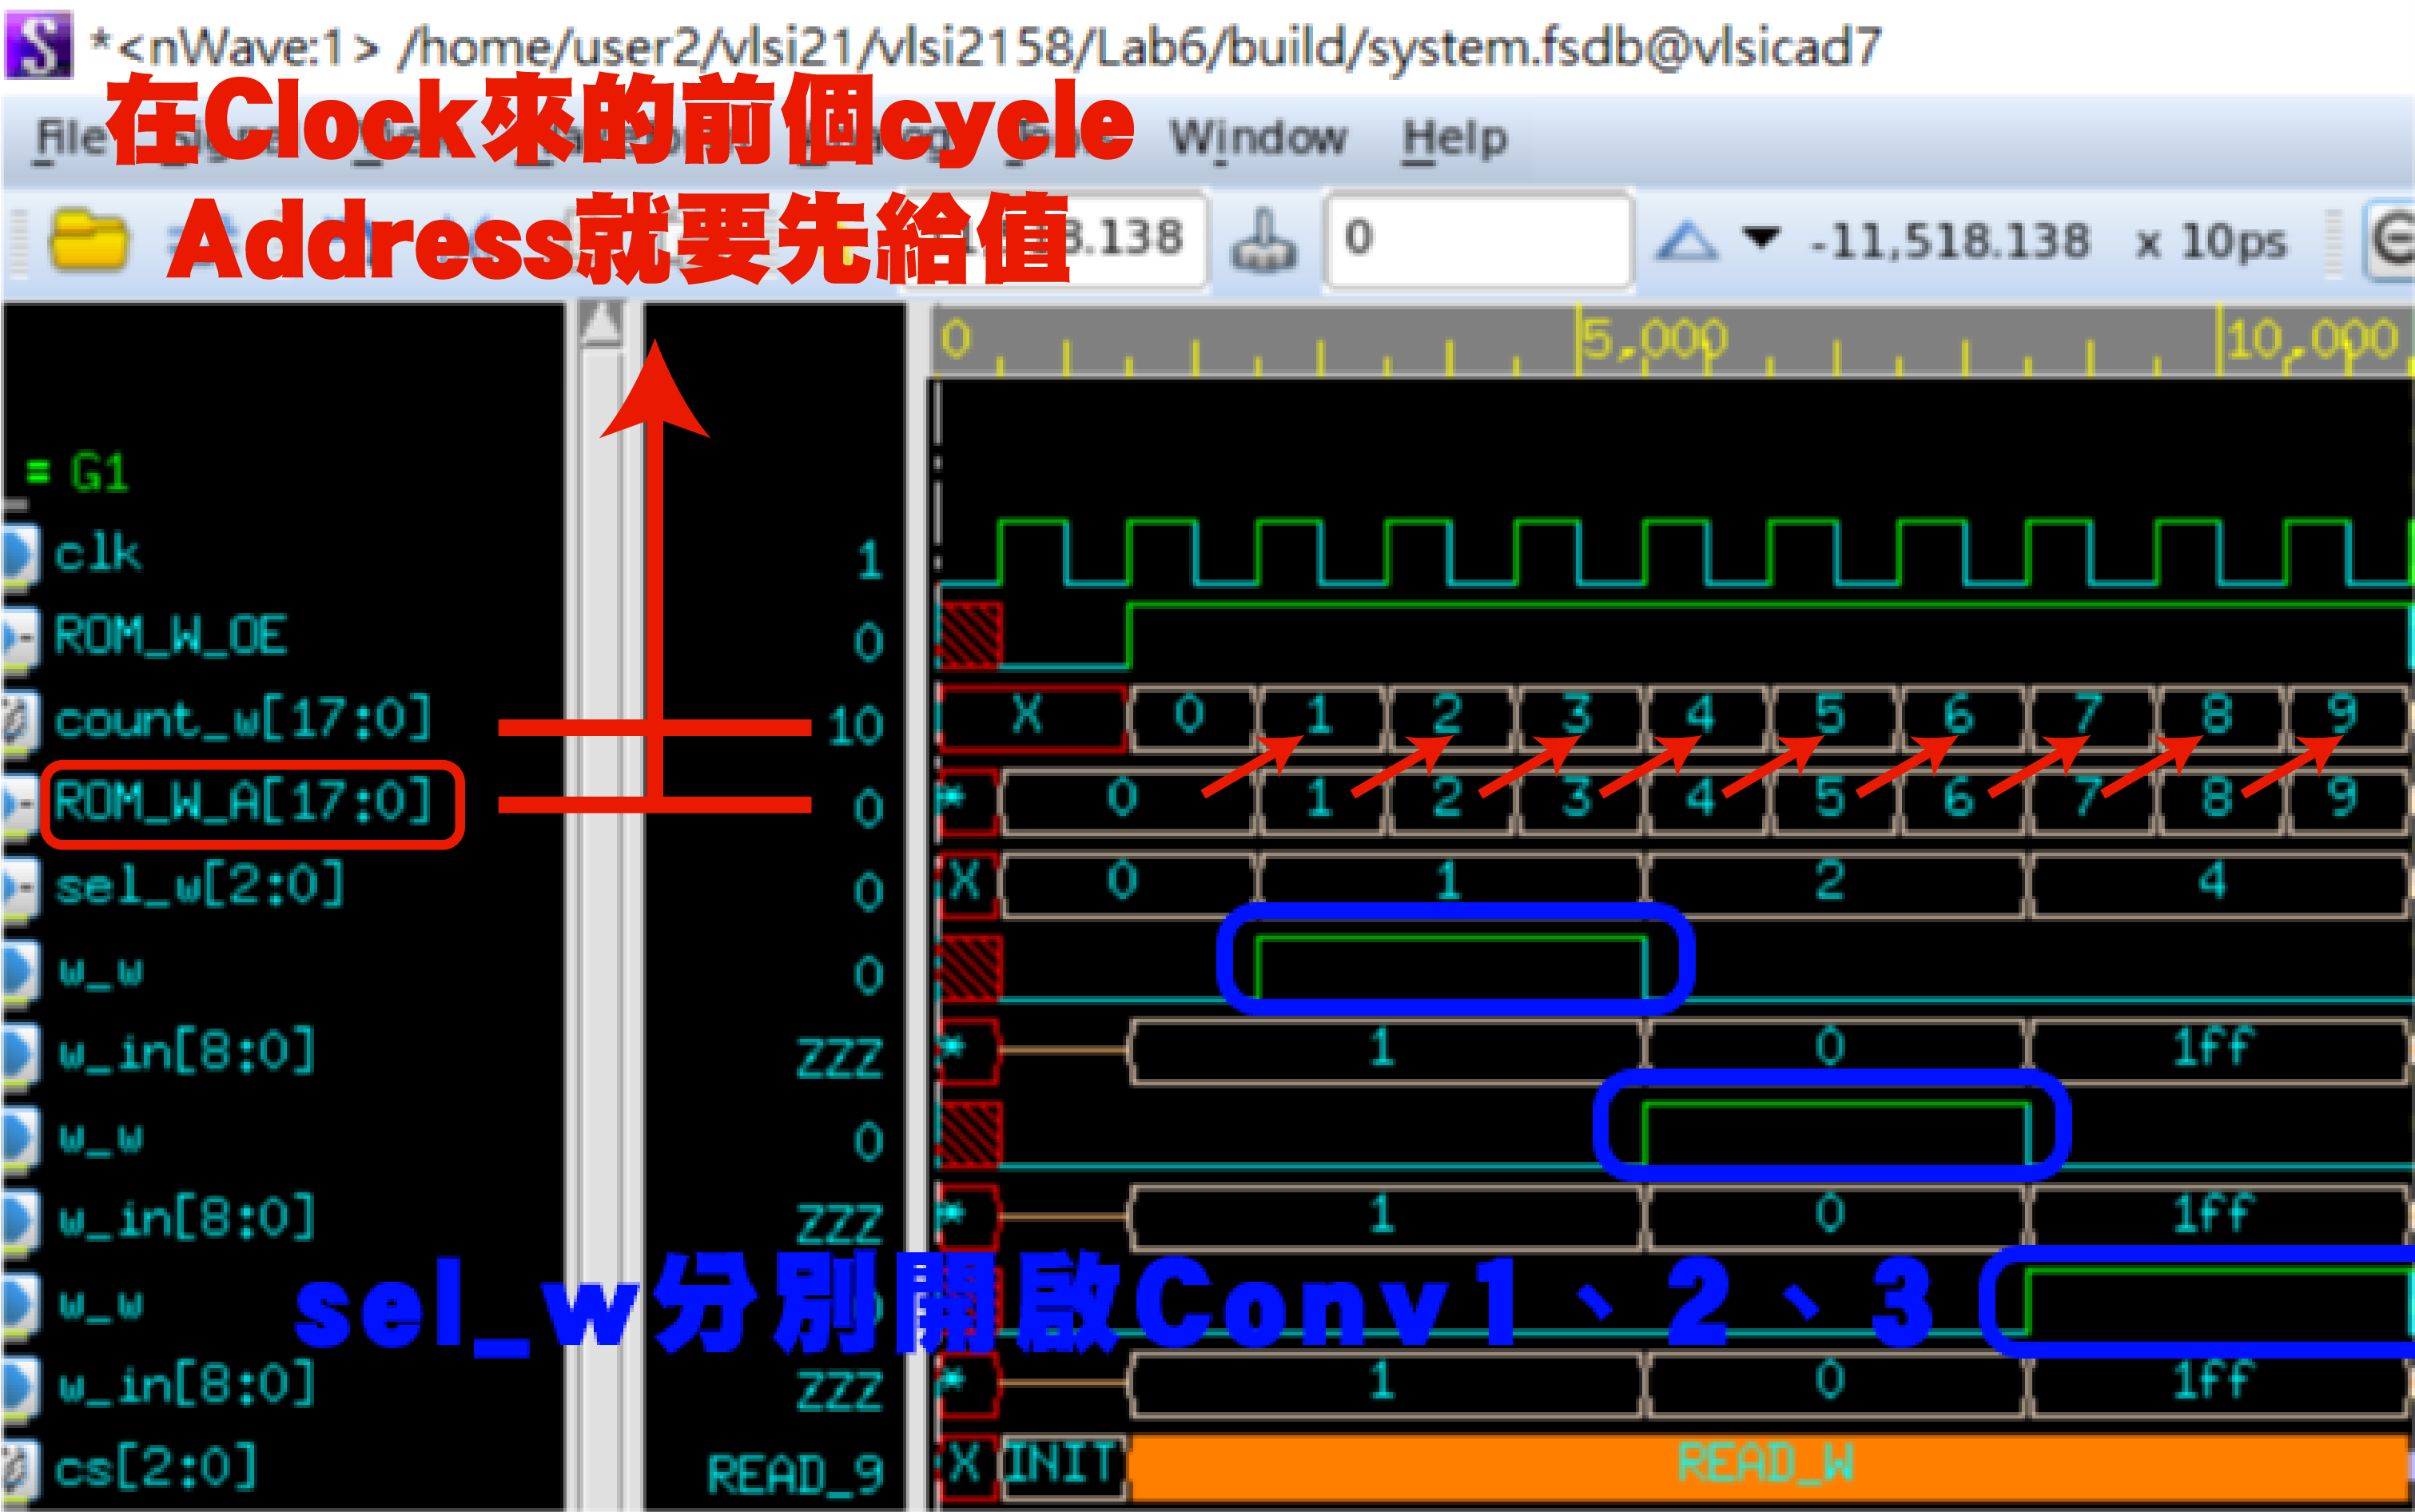 *<nWave:1> /home/user2/vlsi21/vlsi2158/Lab6/build/system.fsdb@vlsicad7
在Clock來的前個cycle
File Window Help
Address就要先給值
8.138 0 -11,518.138 x 10ps
0 5,000 10,000
= G1
clk 1
ROM_W_OE 0
count_w[17:0] 10 X 0 1 2 3 4 5 6 7 8 9
ROM_W_A[17:0] 0 * 0 1 2 3 4 5 6 7 8 9
sel_w[2:0] 0 X 0 1 2 4
w_w 0
w_in[8:0] ZZZ * 1 0 1ff
w_w 0
w_in[8:0] ZZZ * 1 0 1ff
sel_w分別開啟Conv1、2、3
w_w
w_in[8:0] ZZZ * 1 0 1ff
cs[2:0] READ_9 X INIT READ_W